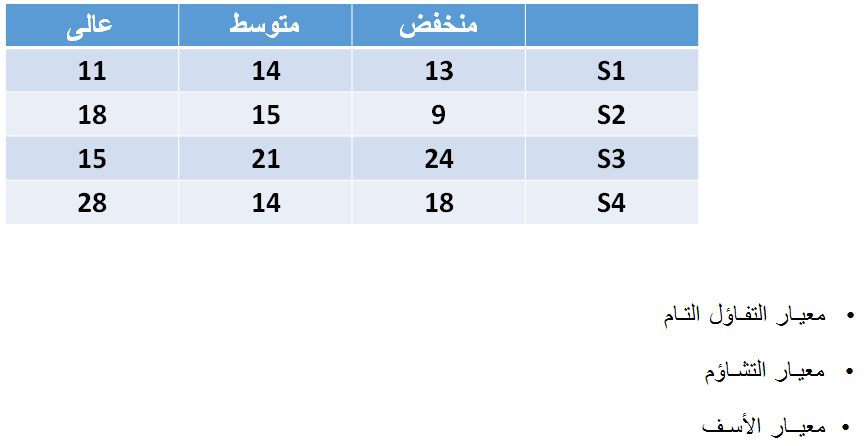 منخفض متوسط عالى
S1 13 14 11
S2 9 15 18
S3 24 21 15
S4 18 14 28
• معيار التفاؤل التام
• معيار التشاؤم
• معيار الأسف